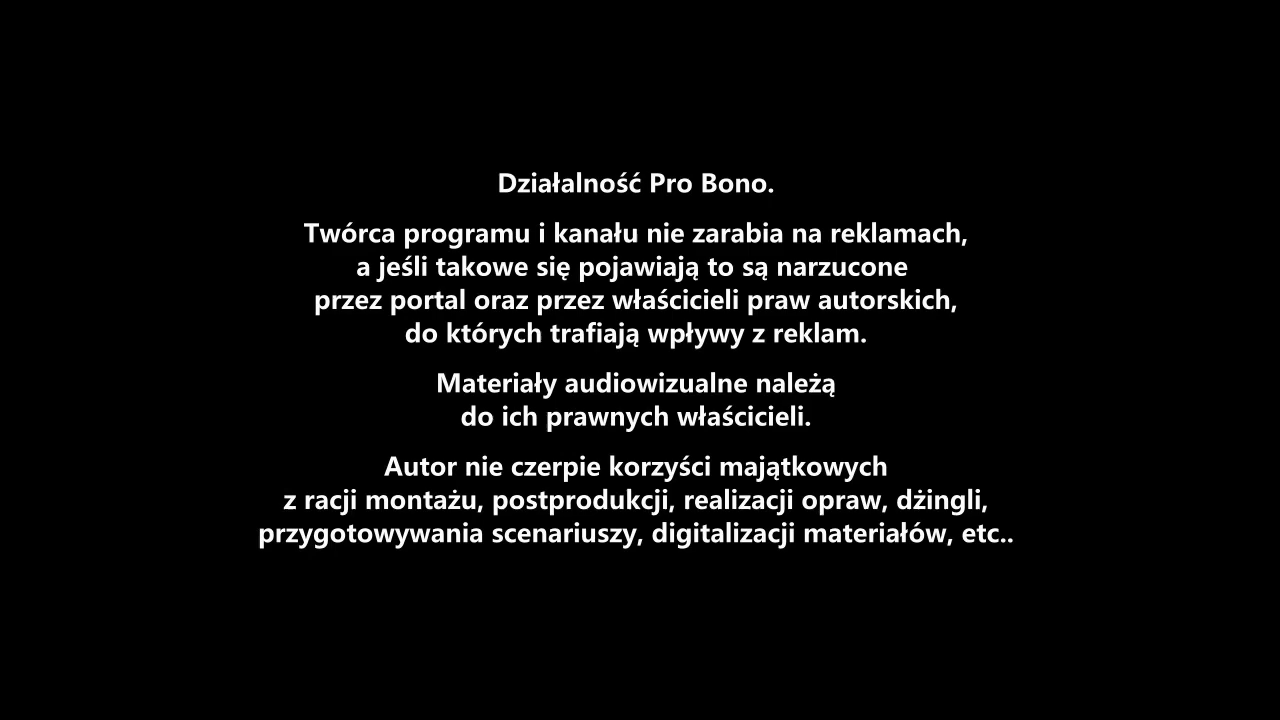 Działalność Pro Bono.
Twórca programu i kanału nie zarabia na reklamach,
a jeśli takowe się pojawiają to są narzucone
przez portal oraz przez właścicieli praw autorskich,
do których trafiają wpływy z reklam.
Materiały audiowizualne należą
do ich prawnych właścicieli.
Autor nie czerpie korzyści majątkowych
z racji montażu, postprodukcji, realizacji opraw, dżingli,
przygotowywania scenariuszy, digitalizacji materiałów, etc..